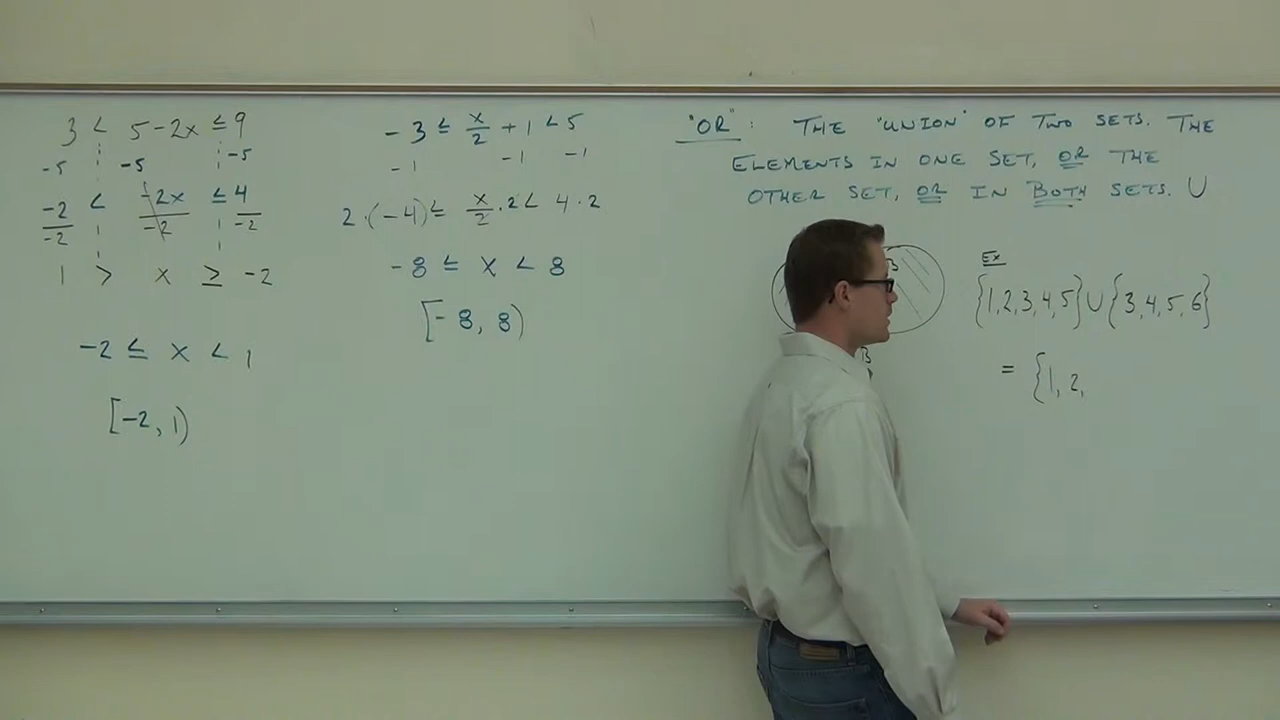 3 < 5 - 2x ≤ 9
-5 -5 -5
-2/-2 < -2x/-2 ≤ 4/-2
1 > x ≥ -2
-2 ≤ x < 1
[-2, 1)
-3 ≤ x/2 + 1 < 5
-1 -1 -1
2·(-4) ≤ x/2 · 2 < 4·2
-8 ≤ x < 8
[-8, 8)
"OR": THE "UNION" OF TWO SETS. THE
ELEMENTS IN ONE SET, OR THE
OTHER SET, OR IN BOTH SETS. ∪
B
B
Ex
{1,2,3,4,5}∪{3,4,5,6}
= {1, 2,